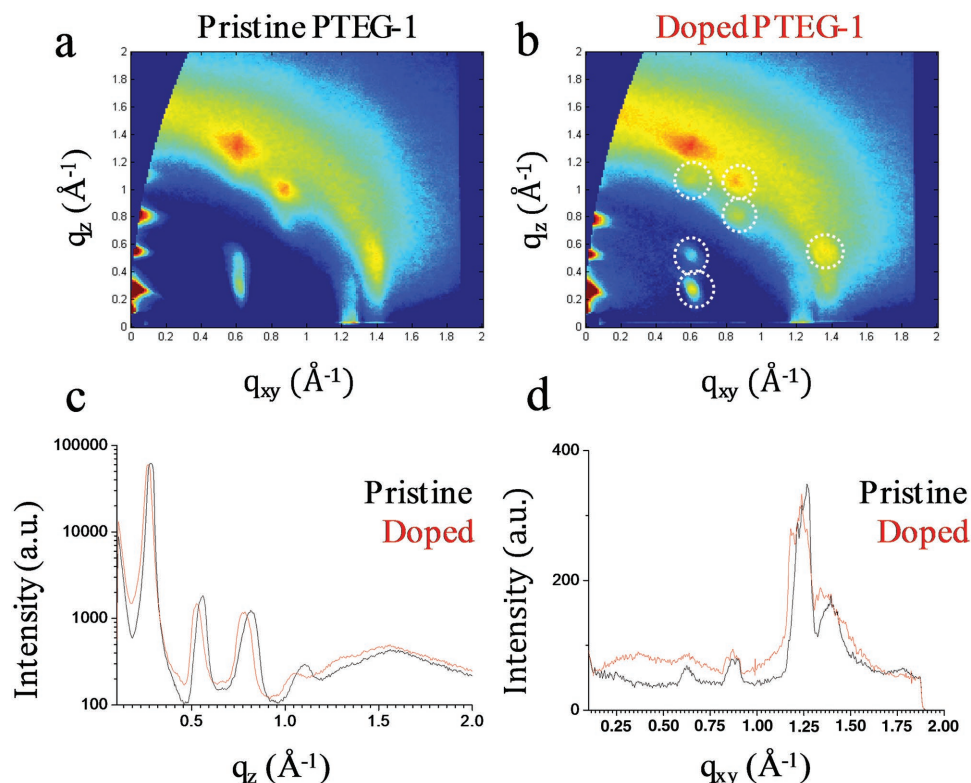 a Pristine PTEG-1
b Doped PTEG-1
2
1.8
1.6
1.4
1.2
1
0.8
0.6
0.4
0.2
0
0 0.2 0.4 0.6 0.8 1 1.2 1.4 1.6 1.8 2
qz (Å-1)
qxy (Å-1)
2
1.8
1.6
1.4
1.2
1
0.8
0.6
0.4
0.2
0
0 0.2 0.4 0.6 0.8 1 1.2 1.4 1.6 1.8 2
qz (Å-1)
qxy (Å-1)
c
100000
10000
1000
100
0.5 1.0 1.5 2.0
Intensity (a.u.)
qz (Å-1)
Pristine
Doped
d
400
200
0
0.25 0.50 0.75 1.00 1.25 1.50 1.75 2.00
Intensity (a.u.)
qxy (Å-1)
Pristine
Doped